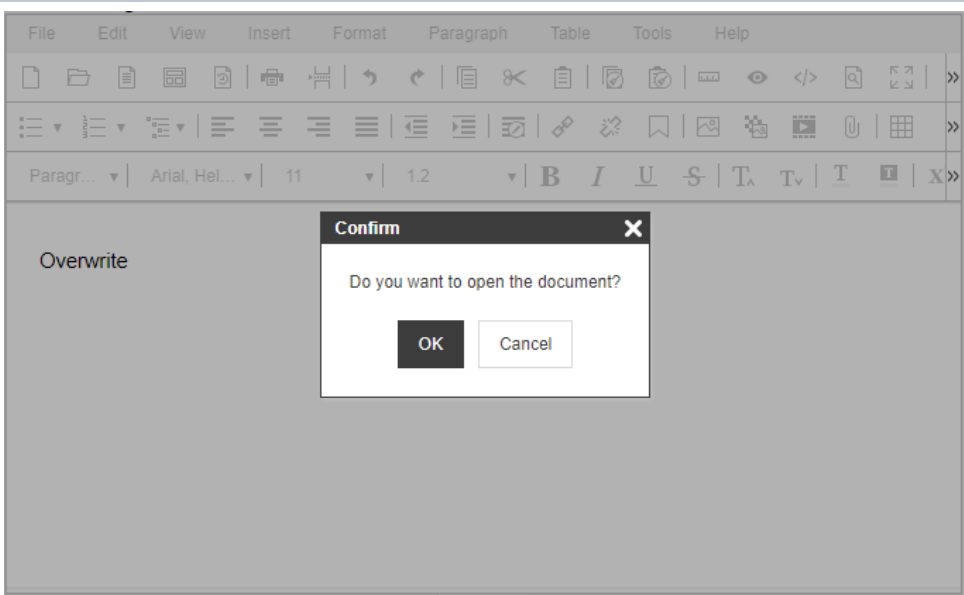 File Edit View Insert Format Paragraph Table Tools Help
Paragr... Arial, Hel... 11 1.2 B I U S T T T T X
Confirm
Overwrite
Do you want to open the document?
OK Cancel